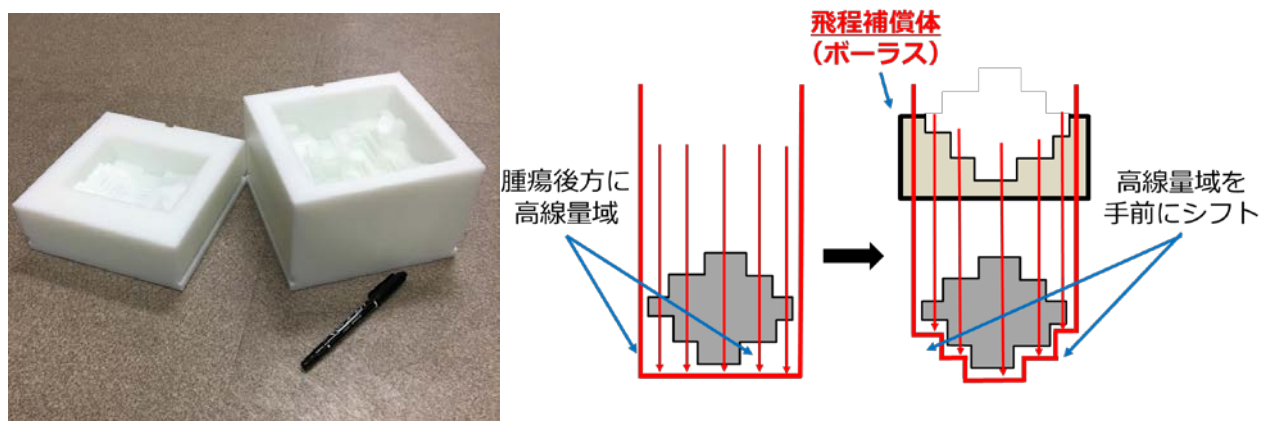 飛程補償体
(ボーラス)
腫瘍後方に
高線量域
高線量域を
手前にシフト